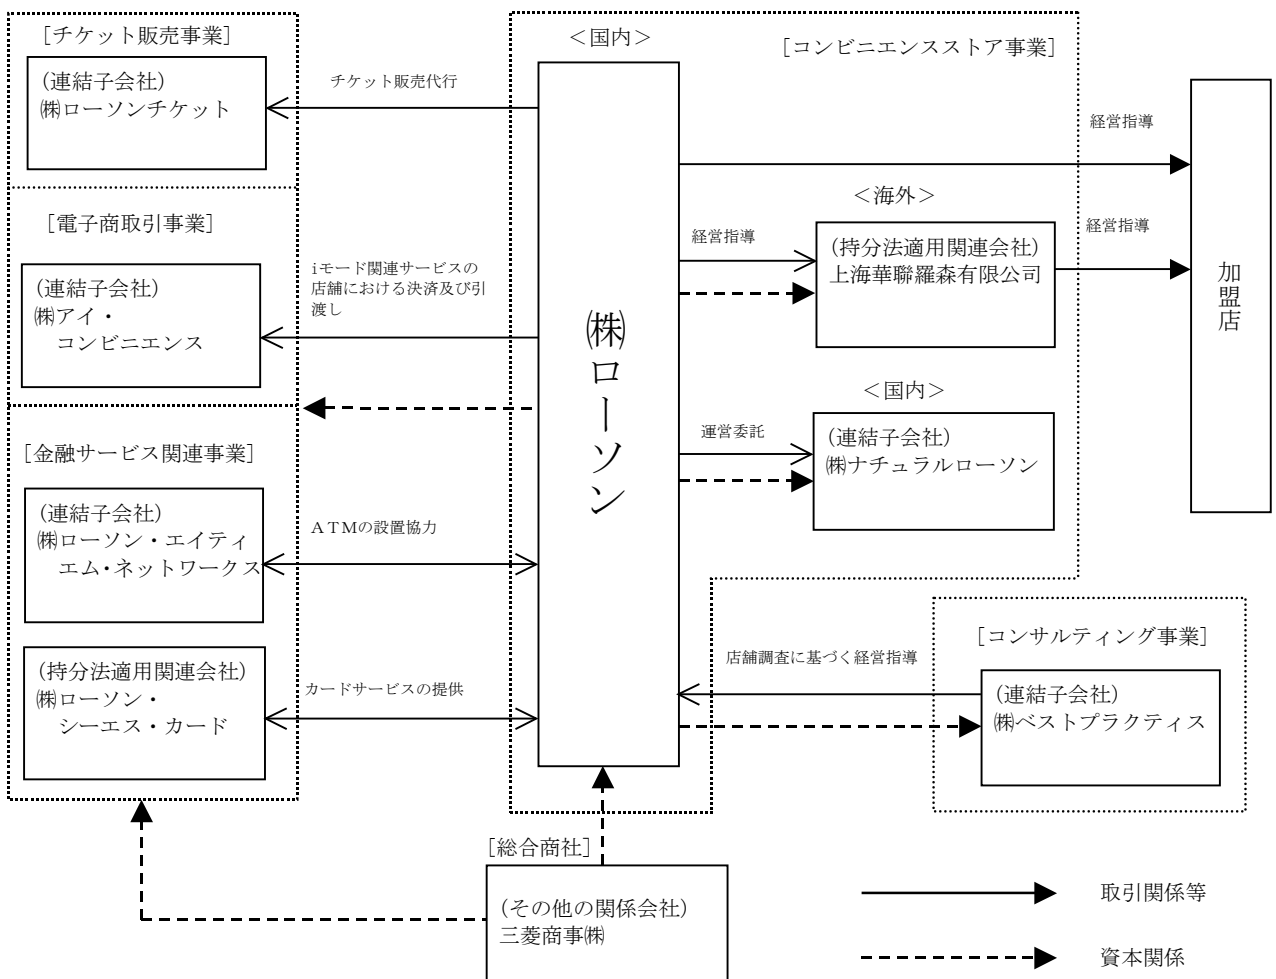 [チケット販売事業]
(連結子会社)
㈱ローソンチケット
チケット販売代行
[電子商取引事業]
(連結子会社)
㈱アイ・
コンビニエンス
iモード関連サービスの
店舗における決済及び引
渡し
[金融サービス関連事業]
(連結子会社)
㈱ローソン・エイティ
エム・ネットワークス
ATMの設置協力
(持分法適用関連会社)
㈱ローソン・
シーエス・カード
カードサービスの提供
<国内>
[コンビニエンスストア事業]
㈱ローソン
経営指導
<海外>
経営指導
(持分法適用関連会社)
上海華聯羅森有限公司
経営指導
加盟店
<国内>
運営委託
(連結子会社)
㈱ナチュラルローソン
[コンサルティング事業]
店舗調査に基づく経営指導
(連結子会社)
㈱ベストプラクティス
[総合商社]
(その他の関係会社)
三菱商事㈱
取引関係等
資本関係